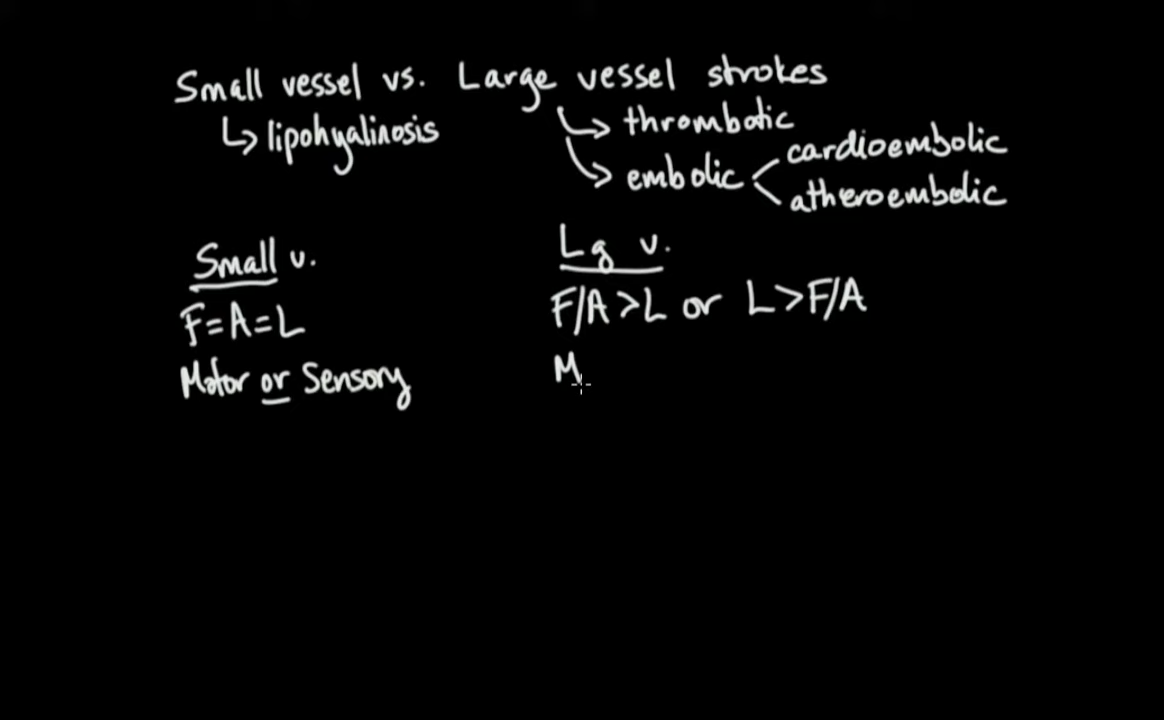 Small vessel vs. Large vessel strokes
↳ lipohyalinosis
↳ thrombotic
↳ embolic < cardioembolic
atheroembolic
Small v.
Lg v.
F=A=L
F/A>L or L>F/A
Motor or Sensory
M